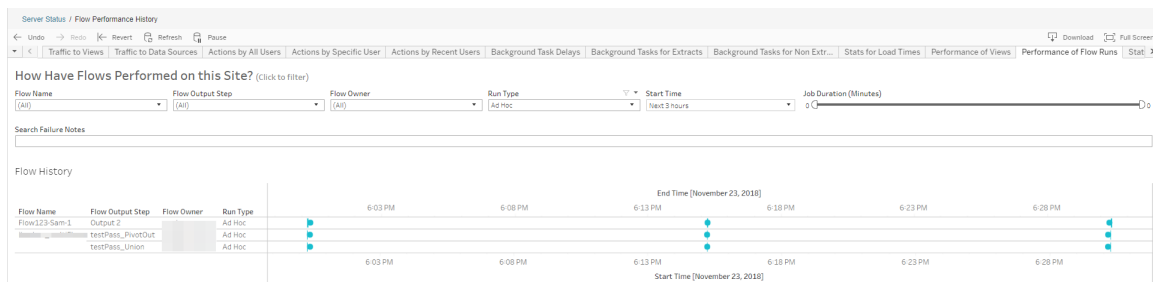 Server Status / Flow Performance History
Undo Redo Revert Refresh Pause Download Full Screen
Traffic to Views Traffic to Data Sources Actions by All Users Actions by Specific User Actions by Recent Users Background Task Delays Background Tasks for Extracts Background Tasks for Non Extr... Stats for Load Times Performance of Views Performance of Flow Runs Stat
How Have Flows Performed on this Site? (Click to filter)
Flow Name Flow Output Step Flow Owner Run Type Start Time Job Duration (Minutes)
(All) (All) (All) Ad Hoc Next 3 hours 0 0
Search Failure Notes
Flow History
End Time [November 23, 2018]
Flow Name Flow Output Step Flow Owner Run Type 6:03 PM 6:08 PM 6:13 PM 6:18 PM 6:23 PM 6:28 PM
Flow123-Sam-1 Output 2 Ad Hoc
testPass_PivotOut Ad Hoc
testPass_Union Ad Hoc
6:03 PM 6:08 PM 6:13 PM 6:18 PM 6:23 PM 6:28 PM
Start Time [November 23, 2018]